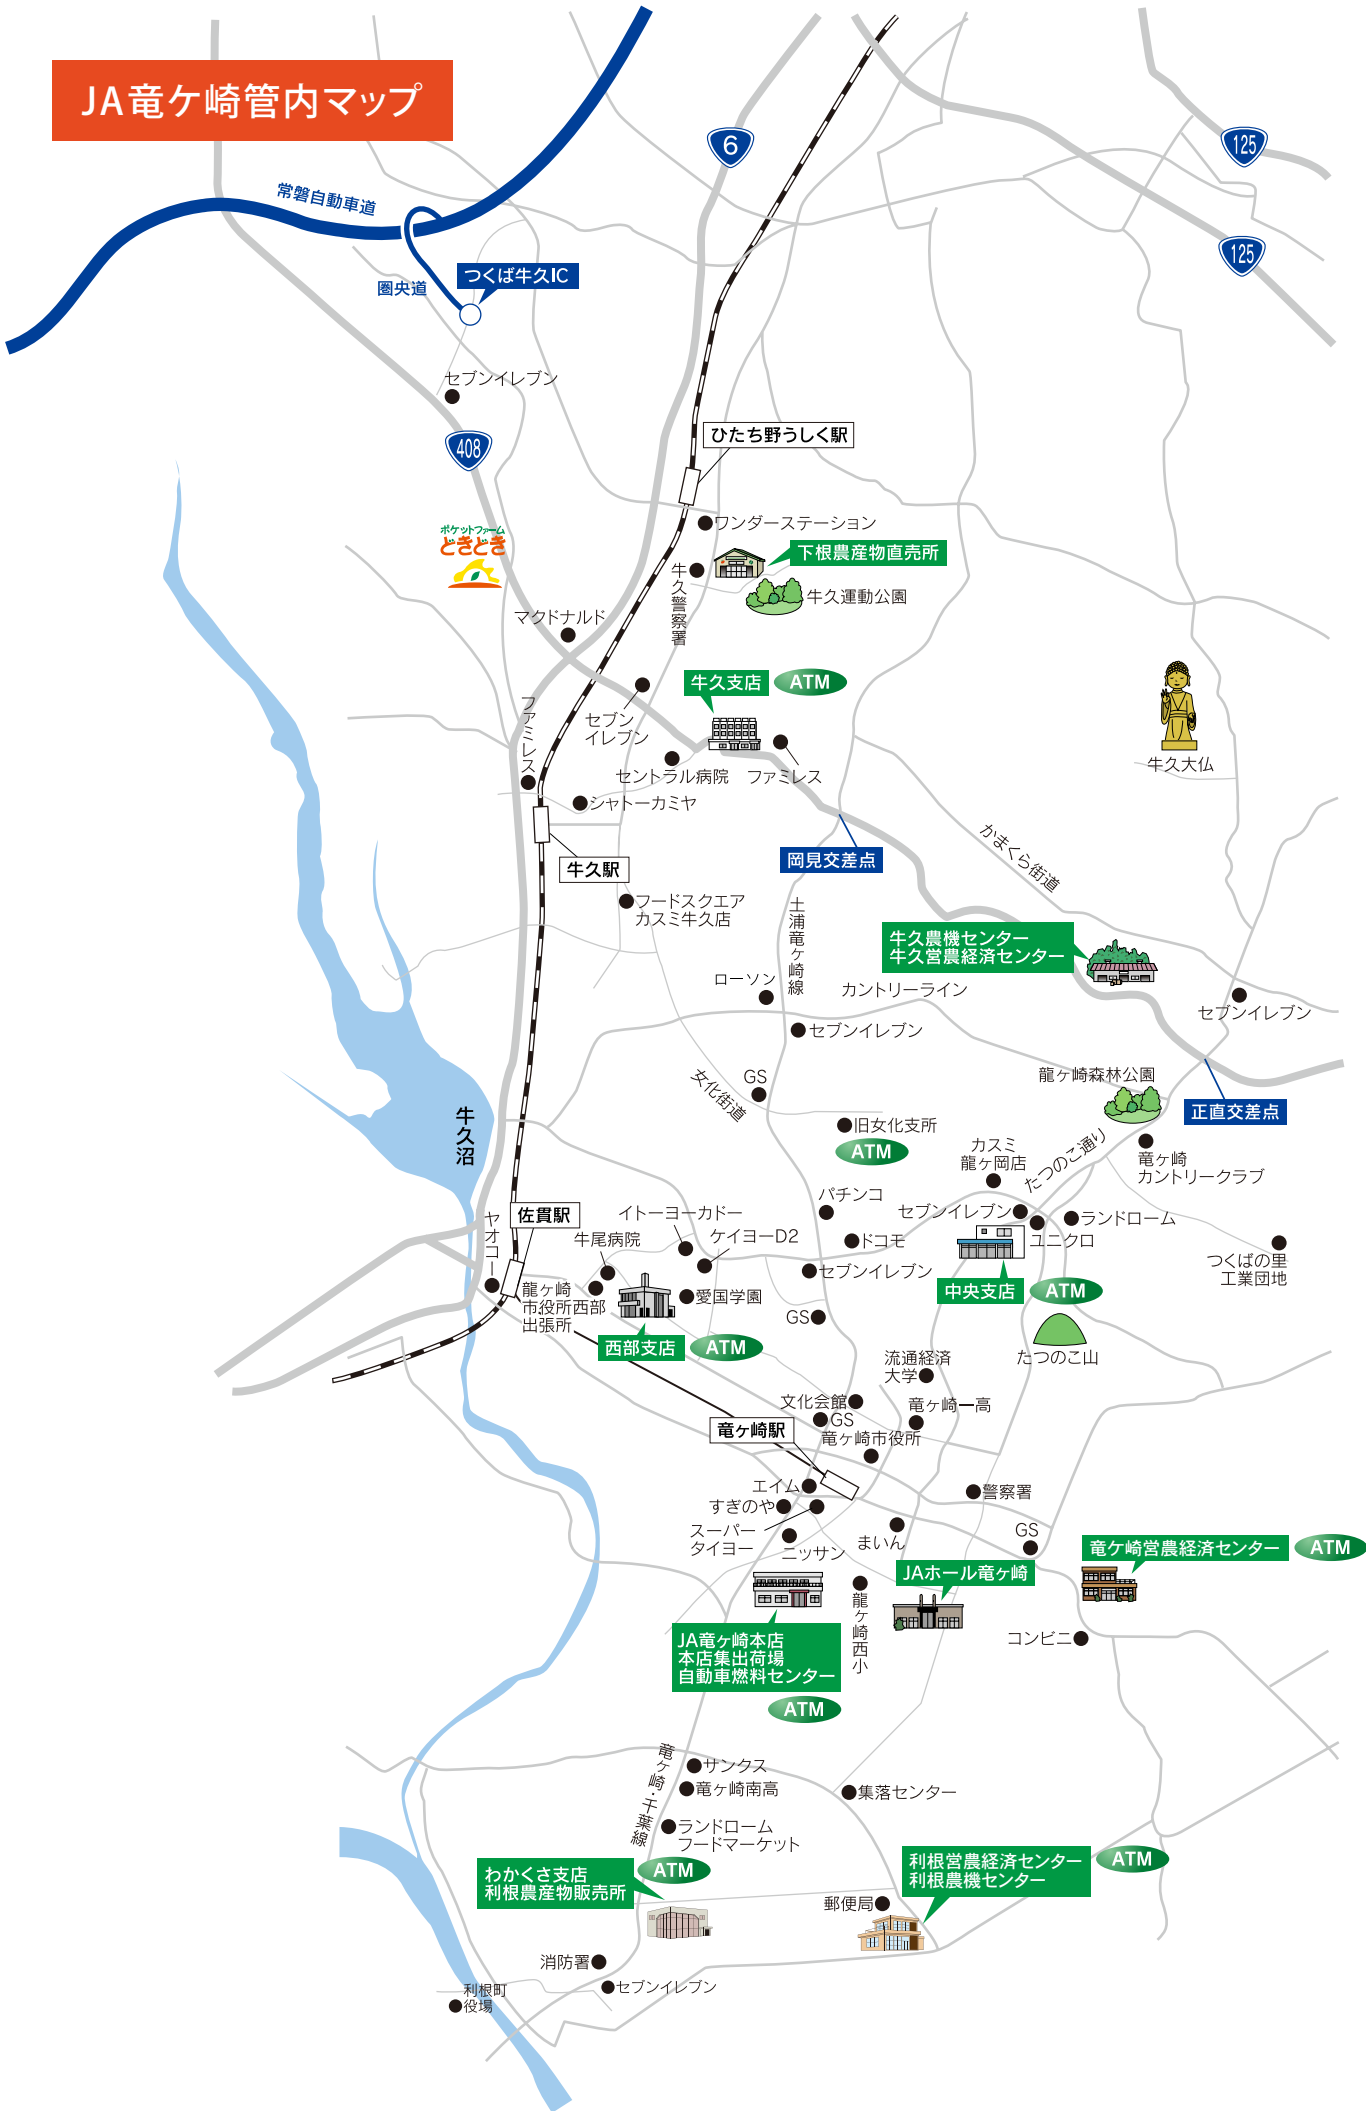 JA竜ケ崎管内マップ
6
125
常磐自動車道
125
つくば牛久IC
圏央道
セブンイレブン
408
ひたち野うしく駅
ワンダーステーション
ポケットファーム
どきどき
下根農産物直売所
牛久警察署
牛久運動公園
マクドナルド
牛久支店
ATM
ファミレス
セブン
イレブン
セントラル病院
ファミレス
牛久大仏
シャトーカミヤ
岡見交差点
かまくら街道
牛久駅
フードスクエア
カスミ牛久店
土浦竜ヶ崎線
牛久農機センター
牛久営農経済センター
ローソン
カントリーライン
セブンイレブン
セブンイレブン
龍ヶ崎森林公園
GS
女化街道
正直交差点
牛久沼
旧女化支所
ATM
カスミ
龍ヶ岡店
たつのこ通り
竜ヶ崎
カントリークラブ
パチンコ
セブンイレブン
ランドローム
佐貫駅
ヤオコー
イトーヨーカドー
ケイヨーD2
牛尾病院
ドコモ
ユニクロ
つくばの里
工業団地
セブンイレブン
中央支店
ATM
龍ヶ崎
市役所西部
出張所
愛国学園
GS
西部支店
ATM
たつのこ山
流通経済
大学
文化会館
GS
竜ヶ崎一高
竜ヶ崎駅
竜ヶ崎市役所
エイム
警察署
すぎのや
スーパー
タイヨー
ニッサン
まいん
GS
竜ケ崎営農経済センター
ATM
JAホール竜ヶ崎
龍ヶ崎西小
JA竜ヶ崎本店
本店集出荷場
自動車燃料センター
コンビニ
ATM
竜ヶ崎・千葉線
サンクス
竜ヶ崎南高
集落センター
ランドローム
フードマーケット
わかくさ支店
利根農産物販売所
ATM
利根営農経済センター
利根農機センター
ATM
郵便局
消防署
セブンイレブン
利根町
役場